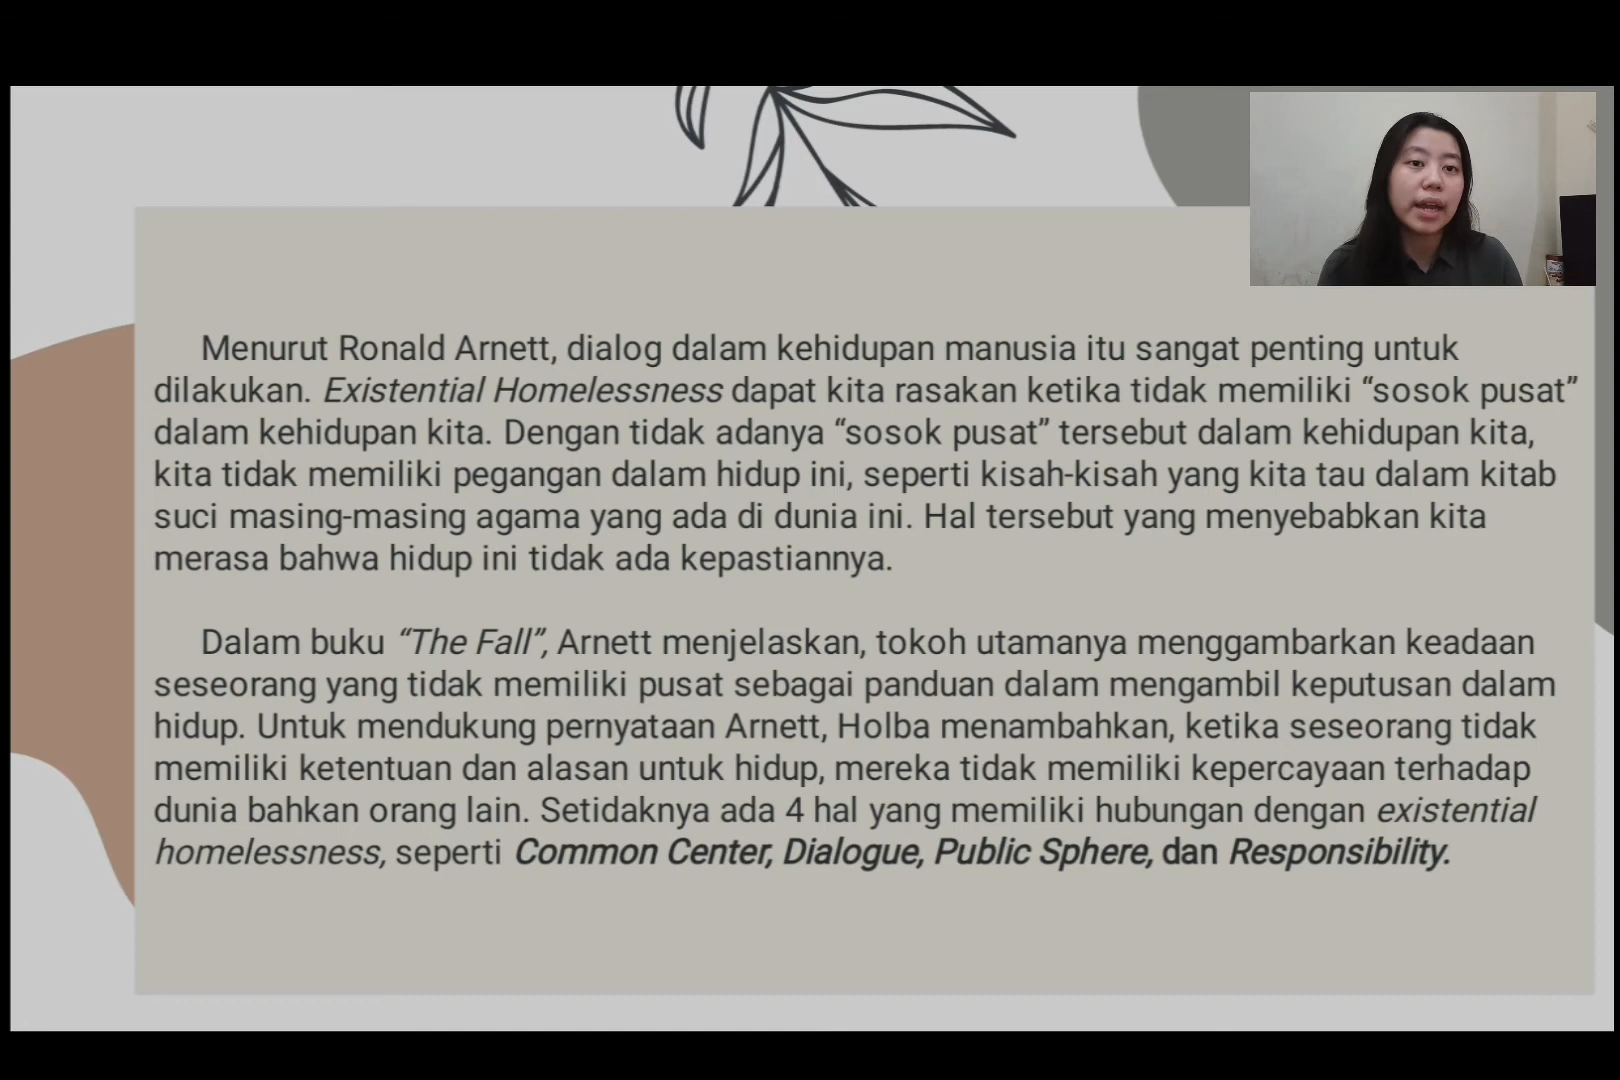 Menurut Ronald Arnett, dialog dalam kehidupan manusia itu sangat penting untuk
dilakukan. Existential Homelessness dapat kita rasakan ketika tidak memiliki “sosok pusat”
dalam kehidupan kita. Dengan tidak adanya “sosok pusat” tersebut dalam kehidupan kita,
kita tidak memiliki pegangan dalam hidup ini, seperti kisah-kisah yang kita tau dalam kitab
suci masing-masing agama yang ada di dunia ini. Hal tersebut yang menyebabkan kita
merasa bahwa hidup ini tidak ada kepastiannya.
Dalam buku “The Fall”, Arnett menjelaskan, tokoh utamanya menggambarkan keadaan
seseorang yang tidak memiliki pusat sebagai panduan dalam mengambil keputusan dalam
hidup. Untuk mendukung pernyataan Arnett, Holba menambahkan, ketika seseorang tidak
memiliki ketentuan dan alasan untuk hidup, mereka tidak memiliki kepercayaan terhadap
dunia bahkan orang lain. Setidaknya ada 4 hal yang memiliki hubungan dengan existential
homelessness, seperti Common Center, Dialogue, Public Sphere, dan Responsibility.